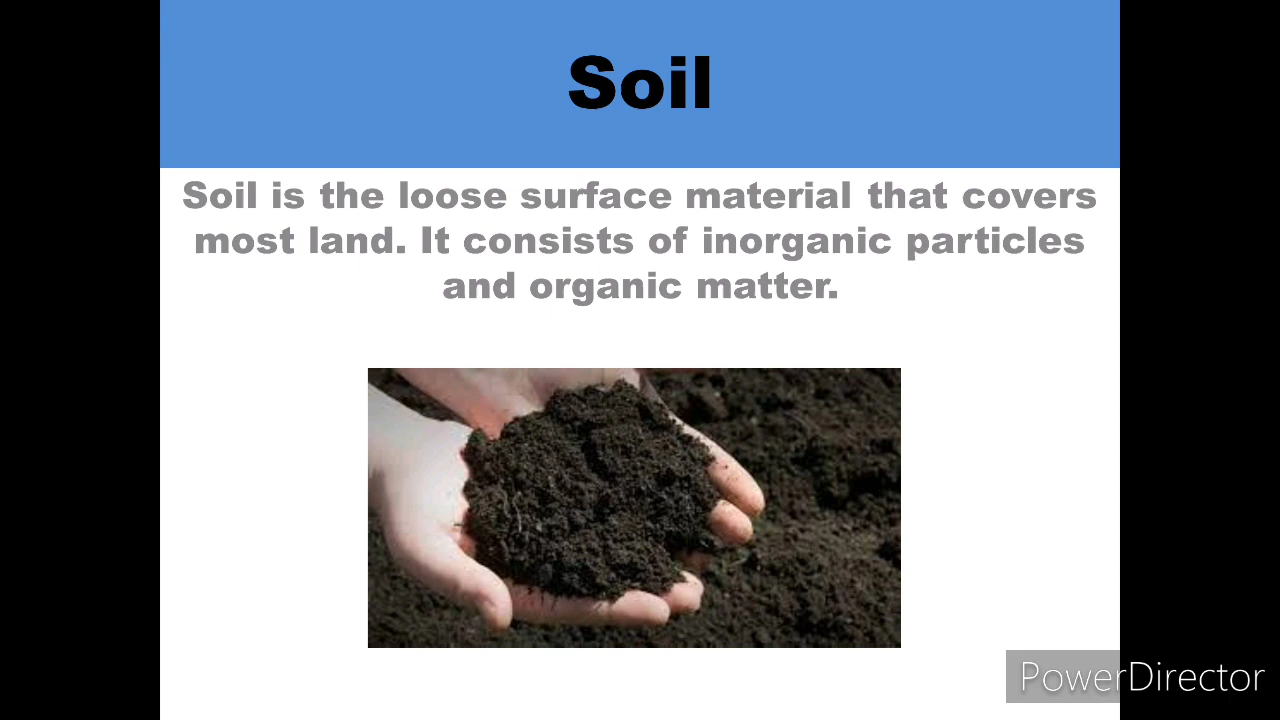 Soil
Soil is the loose surface material that covers
most land. It consists of inorganic particles
and organic matter.
PowerDirector